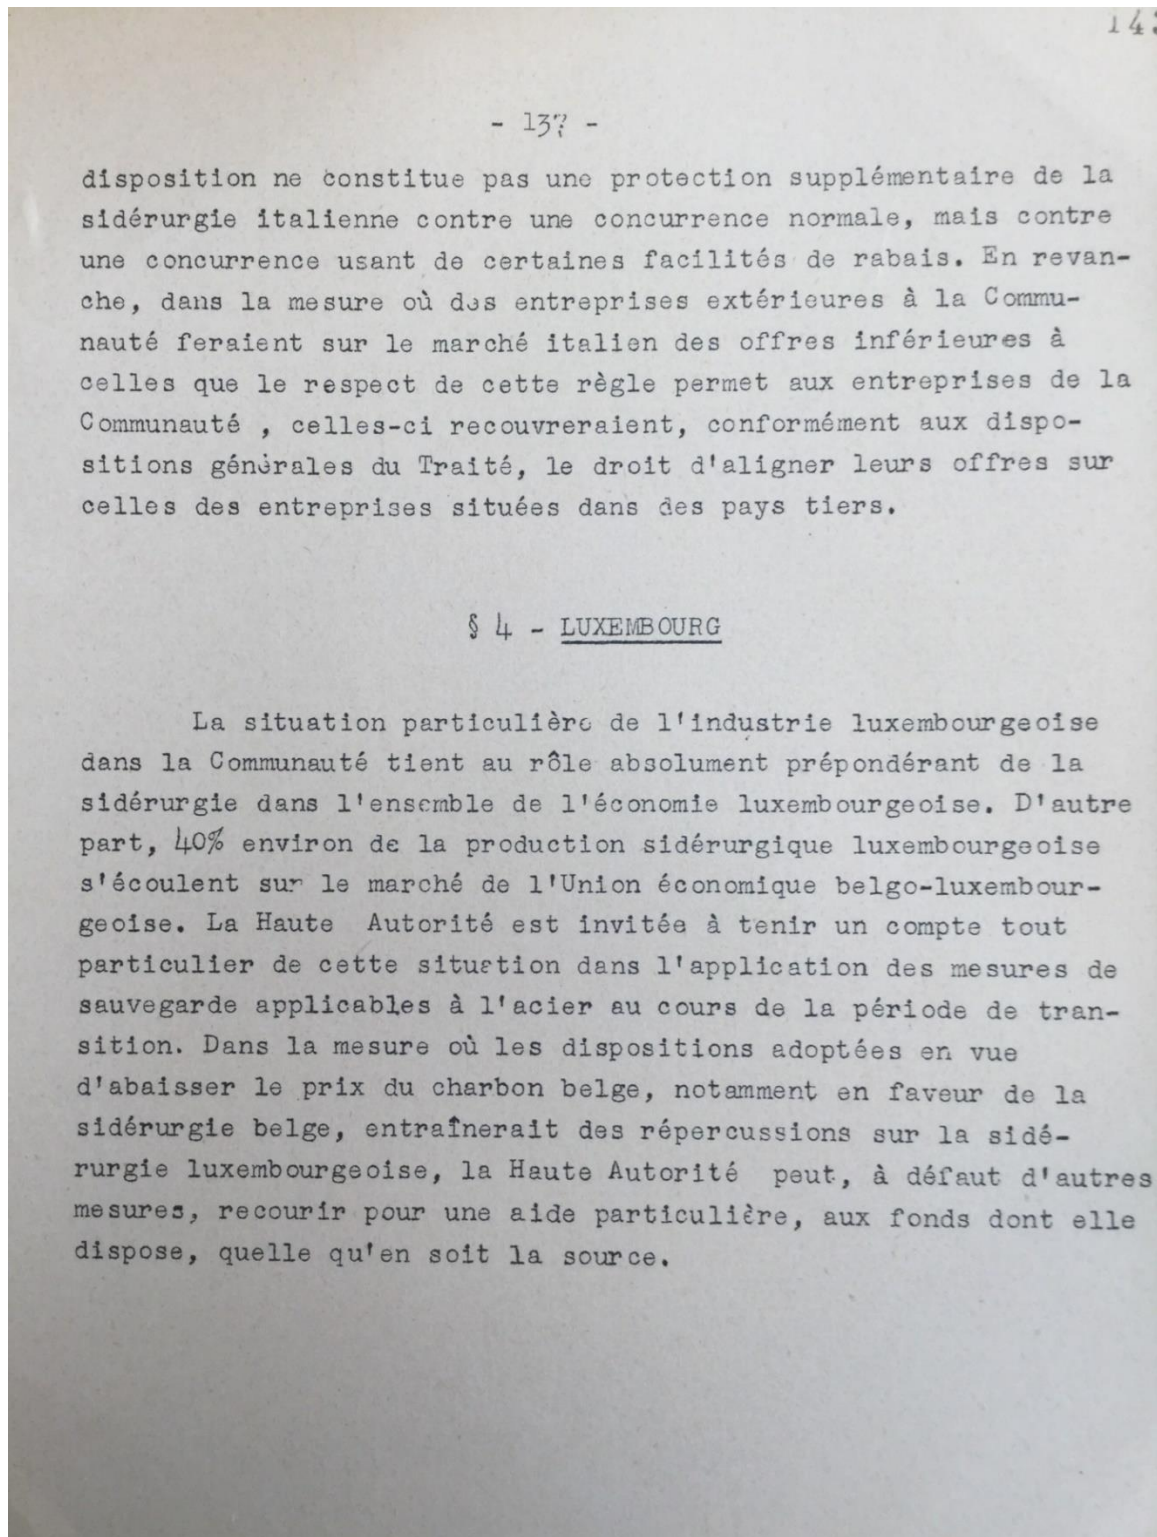 - 137 -
disposition ne constitue pas une protection supplémentaire de la
sidérurgie italienne contre une concurrence normale, mais contre
une concurrence usant de certaines facilités de rabais. En revan-
che, dans la mesure où des entreprises extérieures à la Commu-
nauté feraient sur le marché italien des offres inférieures à
celles que le respect de cette règle permet aux entreprises de la
Communauté , celles-ci recouvreraient, conformément aux dispo-
sitions générales du Traité, le droit d'aligner leurs offres sur
celles des entreprises situées dans des pays tiers.
§ 4 - LUXEMBOURG
La situation particulière de l'industrie luxembourgeoise
dans la Communauté tient au rôle absolument prépondérant de la
sidérurgie dans l'ensemble de l'économie luxembourgeoise. D'autre
part, 40% environ de la production sidérurgique luxembourgeoise
s'écoulent sur le marché de l'Union économique belgo-luxembour-
geoise. La Haute Autorité est invitée à tenir un compte tout
particulier de cette situation dans l'application des mesures de
sauvegarde applicables à l'acier au cours de la période de tran-
sition. Dans la mesure où les dispositions adoptées en vue
d'abaisser le prix du charbon belge, notamment en faveur de la
sidérurgie belge, entraînerait des répercussions sur la sidé-
rurgie luxembourgeoise, la Haute Autorité peut, à défaut d'autres
mesures, recourir pour une aide particulière, aux fonds dont elle
dispose, quelle qu'en soit la source.